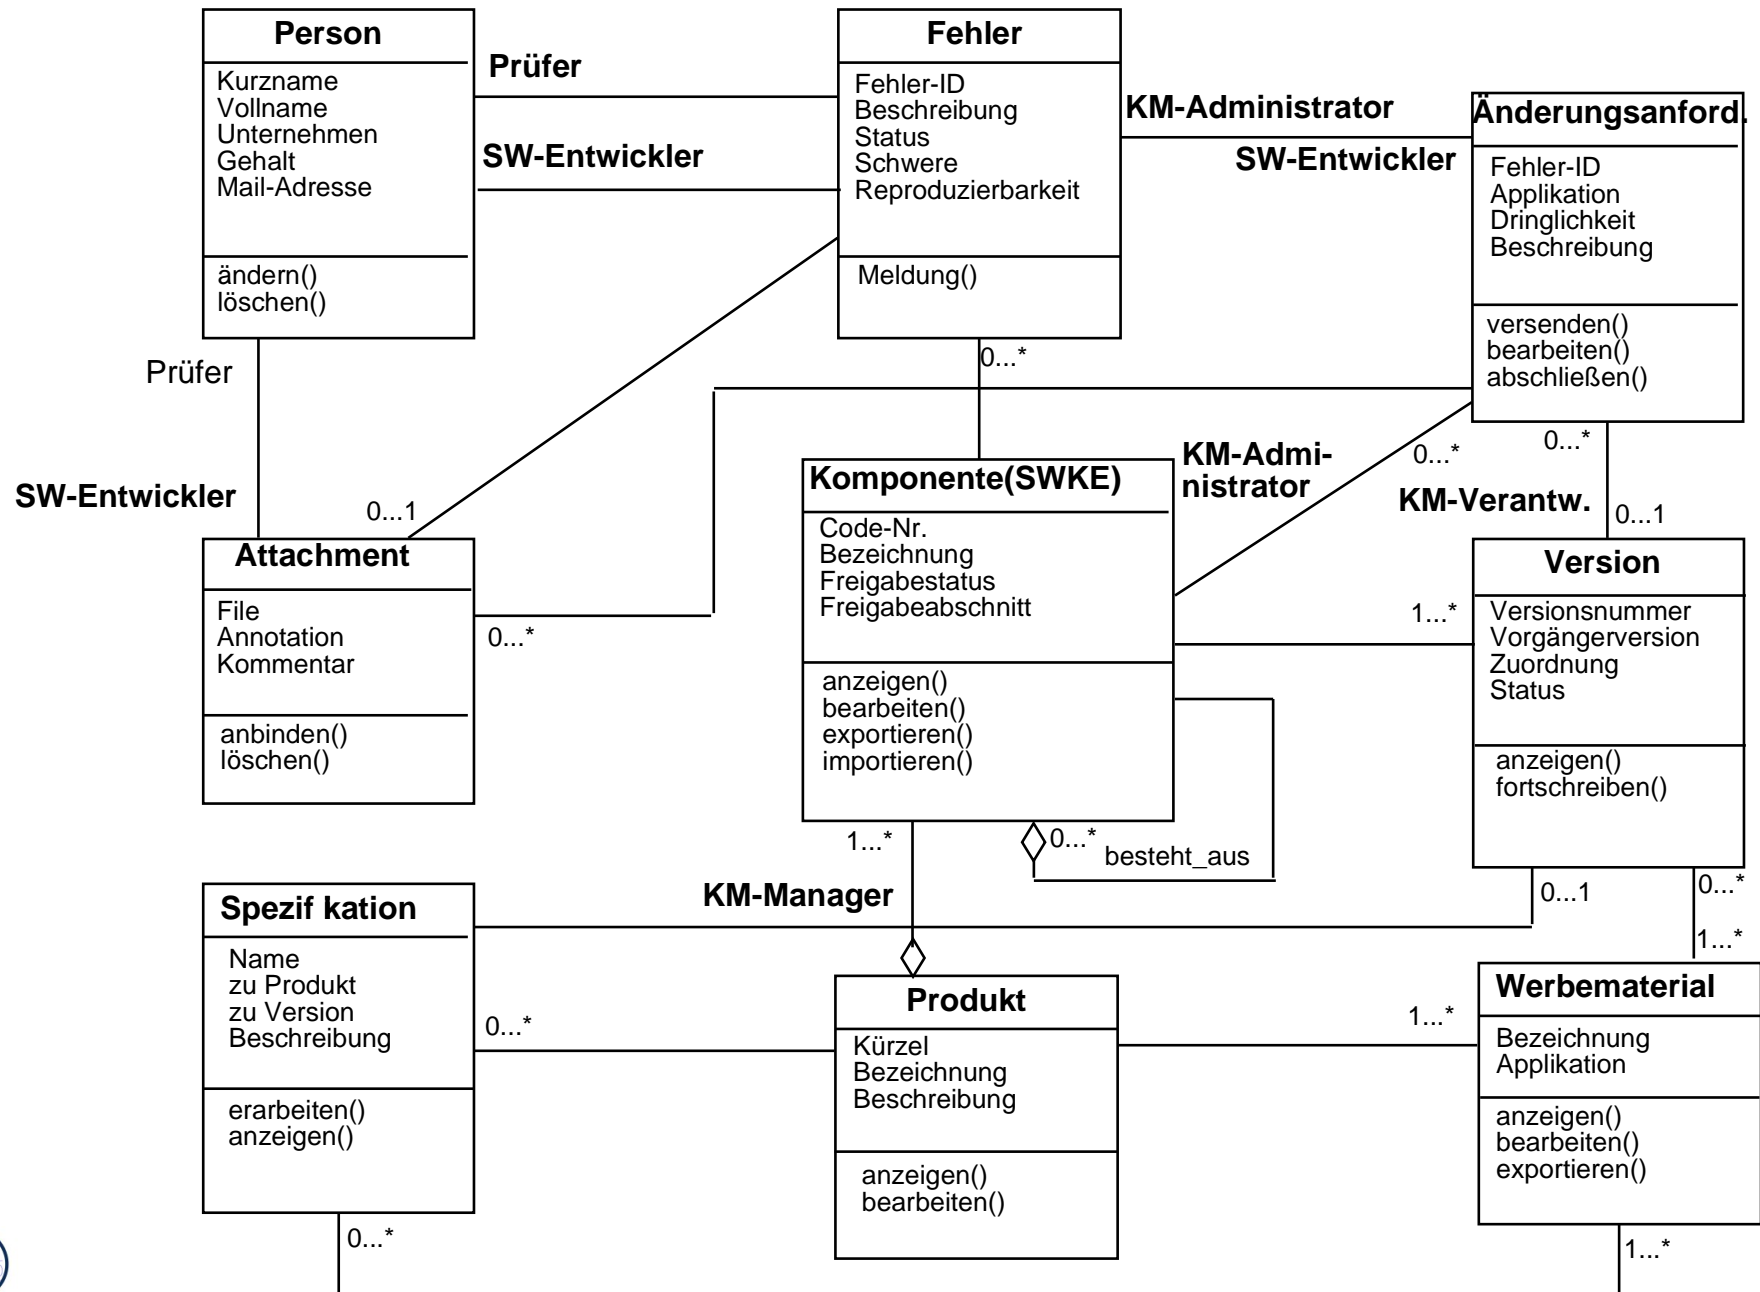 Person
Kurzname
Vollname
Unternehmen
Gehalt
Mail-Adresse
ändern()
löschen()
Prüfer
SW-Entwickler
Fehler
Fehler-ID
Beschreibung
Status
Schwere
Reproduzierbarkeit
Meldung()
KM-Administrator
SW-Entwickler
Änderungsanford.
Fehler-ID
Applikation
Dringlichkeit
Beschreibung
versenden()
bearbeiten()
abschließen()
Prüfer
SW-Entwickler
0...1
0...*
Attachment
File
Annotation
Kommentar
anbinden()
löschen()
0...*
Komponente(SWKE)
Code-Nr.
Bezeichnung
Freigabestatus
Freigabeabschnitt
anzeigen()
bearbeiten()
exportieren()
importieren()
KM-Admi-
nistrator
0...*
0...*
KM-Verantw.
0...1
1...*
Version
Versionsnummer
Vorgängerversion
Zuordnung
Status
anzeigen()
fortschreiben()
1...*
0...*
besteht_aus
KM-Manager
0...1
0...*
1...*
Spezif kation
Name
zu Produkt
zu Version
Beschreibung
erarbeiten()
anzeigen()
0...*
0...*
Produkt
Kürzel
Bezeichnung
Beschreibung
anzeigen()
bearbeiten()
1...*
Werbematerial
Bezeichnung
Applikation
anzeigen()
bearbeiten()
exportieren()
1...*